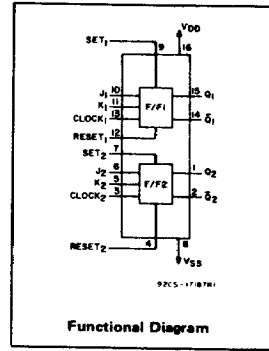 SET1
9
VDD
16
J1 10
K1 11
CLOCK1 13
F/F1
15 Q1
14 Q̅1
RESET1 12
SET2 7
J2 6
K2 5
CLOCK2 3
F/F2
1 Q2
2 Q̅2
RESET2
4
8
VSS
92CS-17187R1
Functional Diagram